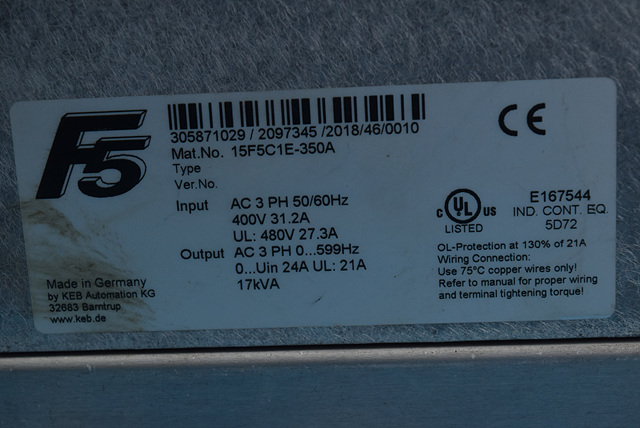 F5
305871029 / 2097345 /2018/46/0010
Mat.No. 15F5C1E-350A
Type
Ver.No.
Input AC 3 PH 50/60Hz
400V 31.2A
UL: 480V 27.3A
Output AC 3 PH 0...599Hz
0...Uin 24A UL: 21A
17kVA
Made in Germany
by KEB Automation KG
32683 Barntrup
www.keb.de
CE
c UL US
LISTED
E167544
IND. CONT. EQ.
5D72
OL-Protection at 130% of 21A
Wiring Connection:
Use 75°C copper wires only!
Refer to manual for proper wiring
and terminal tightening torque!